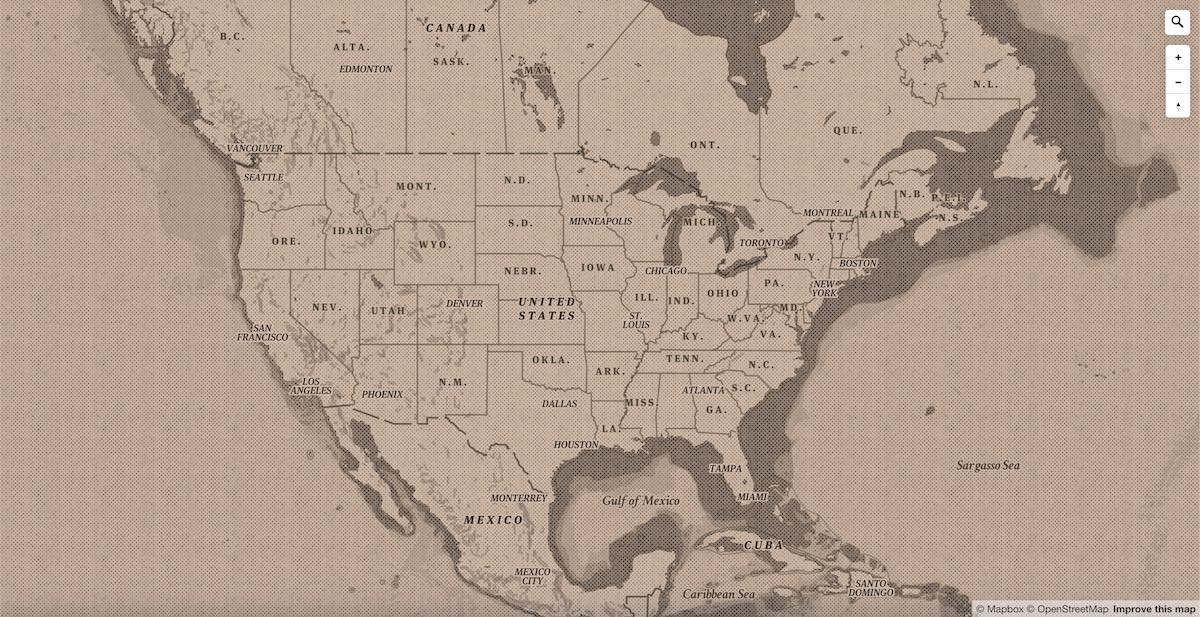 CANADA
B.C.
ALTA.
EDMONTON
SASK.
MAN.
N.L.
QUE.
ONT.
VANCOUVER
SEATTLE
MONT.
N.D.
MINN.
N.B.
P.E.I.
N.S.
MONTREAL
MAINE
MINNEAPOLIS
S.D.
MICH.
IDAHO
ORE.
WYO.
VT.
TORONTO
N.Y.
BOSTON
IOWA
CHICAGO
NEBR.
PA.
NEW
YORK
OHIO
ILL.
IND.
UNITED
STATES
DENVER
NEV.
UTAH
MD.
ST.
LOUIS
W.VA.
VA.
SAN
FRANCISCO
KY.
TENN.
OKLA.
N.C.
ARK.
LOS
ANGELES
PHOENIX
N.M.
ATLANTA
S.C.
DALLAS
MISS.
GA.
LA.
HOUSTON
TAMPA
Sargasso Sea
MONTERREY
Gulf of Mexico
MIAMI
MEXICO
CUBA
MEXICO
CITY
Caribbean Sea
SANTO
DOMINGO
© Mapbox © OpenStreetMap Improve this map